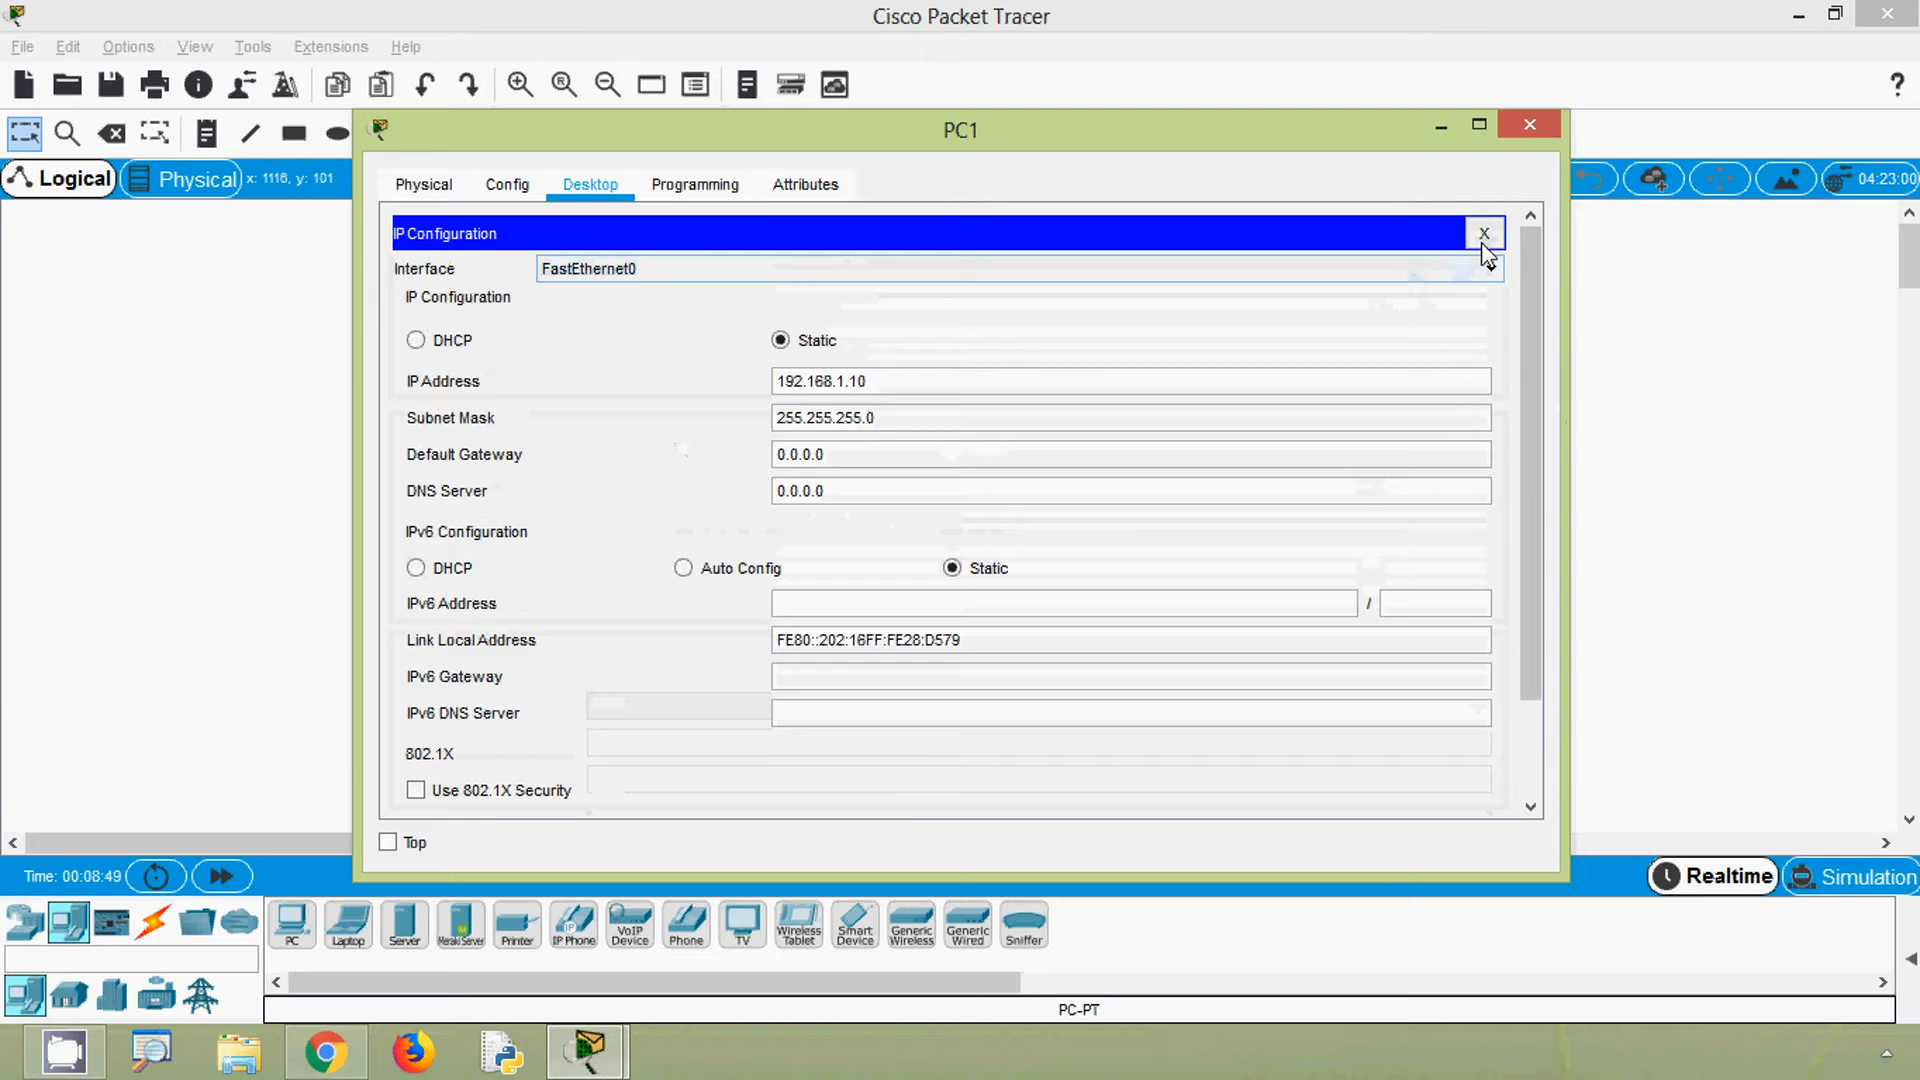 Cisco Packet Tracer
File Edit Options View Tools Extensions Help
PC1
Logical Physical x: 1116, y: 101 04:23:00
Physical Config Desktop Programming Attributes
IP Configuration X
Interface FastEthernet0
IP Configuration
DHCP Static
IP Address 192.168.1.10
Subnet Mask 255.255.255.0
Default Gateway 0.0.0.0
DNS Server 0.0.0.0
IPv6 Configuration
DHCP Auto Config Static
IPv6 Address /
Link Local Address FE80::202:16FF:FE28:D579
IPv6 Gateway
IPv6 DNS Server
802.1X
Use 802.1X Security
Top
Time: 00:08:49 Realtime Simulation
PC Laptop Server Meraki Server Printer IP Phone VoIP Device Phone TV Wireless Tablet Smart Device Generic Wireless Generic Wired Sniffer
PC-PT